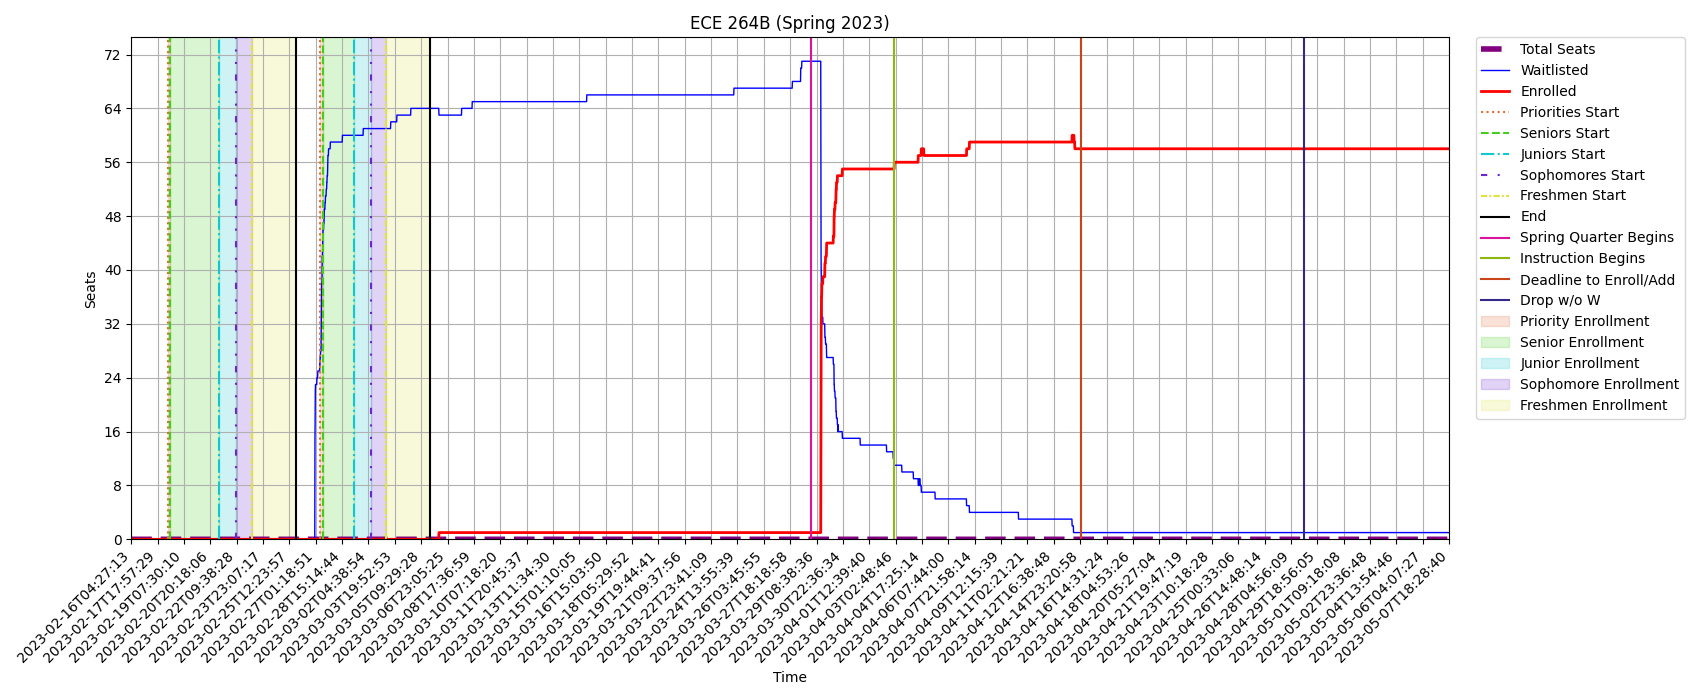 ECE 264B (Spring 2023)
Seats
72
64
56
48
40
32
24
16
8
0
2023-02-16T04:27:13
2023-02-17T17:57:29
2023-02-19T07:30:10
2023-02-20T20:18:06
2023-02-22T09:38:28
2023-02-23T23:07:17
2023-02-25T12:23:57
2023-02-27T01:18:51
2023-02-28T15:14:44
2023-03-02T04:38:54
2023-03-03T19:52:53
2023-03-05T09:29:28
2023-03-06T23:05:25
2023-03-08T17:36:59
2023-03-10T07:18:20
2023-03-11T20:45:37
2023-03-13T11:34:30
2023-03-15T01:10:05
2023-03-16T15:03:50
2023-03-18T05:29:52
2023-03-19T19:44:41
2023-03-21T09:37:56
2023-03-22T23:41:09
2023-03-24T13:55:39
2023-03-26T03:45:55
2023-03-27T18:18:58
2023-03-29T08:38:36
2023-03-30T22:36:34
2023-04-01T12:39:40
2023-04-03T02:48:46
2023-04-04T17:25:14
2023-04-06T07:44:00
2023-04-07T21:58:14
2023-04-09T12:15:39
2023-04-11T02:21:21
2023-04-12T16:38:48
2023-04-14T13:20:58
2023-04-16T14:31:24
2023-04-18T04:53:26
2023-04-20T05:27:04
2023-04-21T19:47:19
2023-04-23T10:18:28
2023-04-25T00:33:06
2023-04-26T14:48:14
2023-04-28T04:56:09
2023-04-29T18:56:05
2023-05-01T09:18:08
2023-05-02T23:36:48
2023-05-04T13:54:46
2023-05-06T04:07:27
2023-05-07T18:28:40
Time
Total Seats
Waitlisted
Enrolled
Priorities Start
Seniors Start
Juniors Start
Sophomores Start
Freshmen Start
End
Spring Quarter Begins
Instruction Begins
Deadline to Enroll/Add
Drop w/o W
Priority Enrollment
Senior Enrollment
Junior Enrollment
Sophomore Enrollment
Freshmen Enrollment